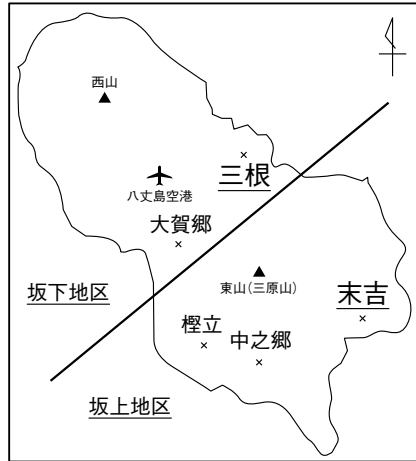 西山
三根
八丈島空港
大賀郷
東山(三原山)
坂下地区
末吉
樫立
中之郷
坂上地区